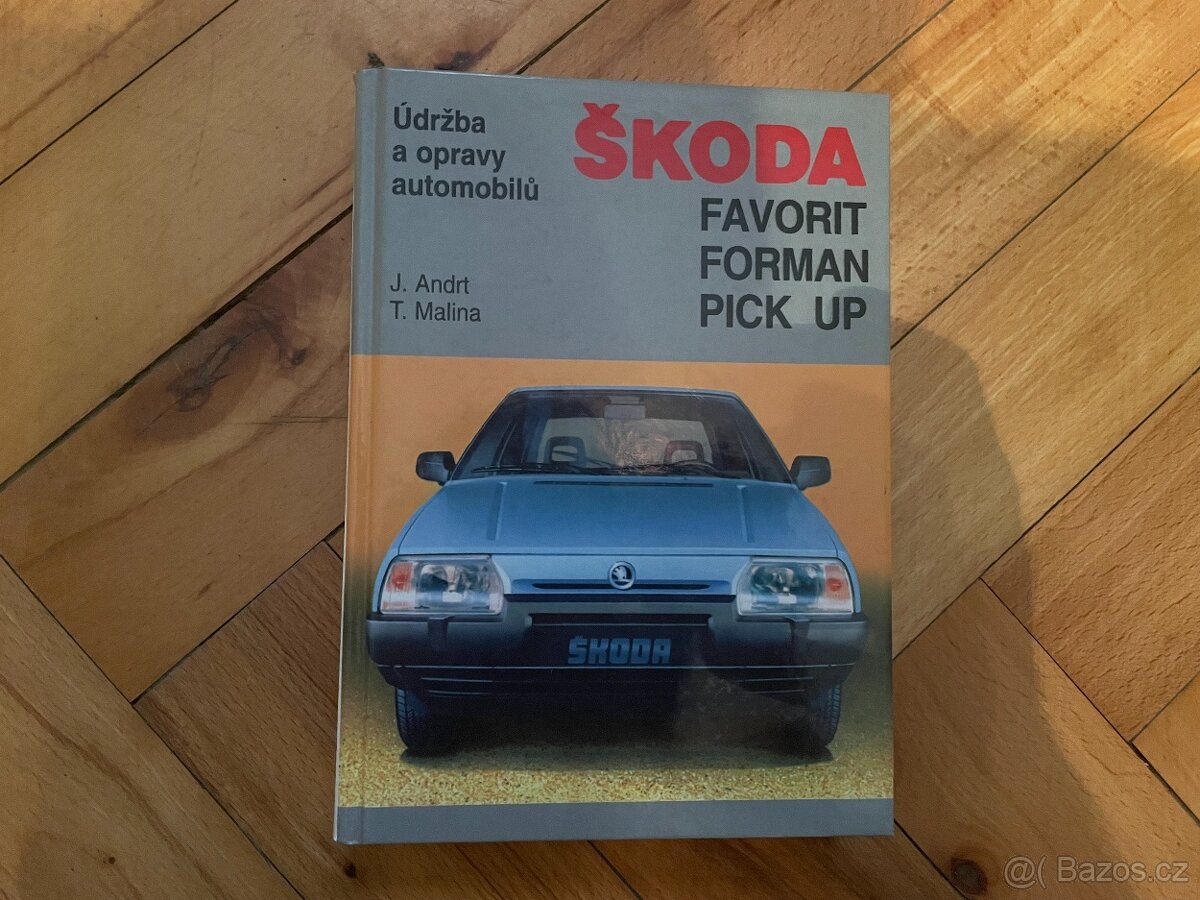 Údržba
a opravy
automobilů
J. Andrt
T. Malina
ŠKODA
FAVORIT
FORMAN
PICK UP
ŠKODA
@( Bazos.cz